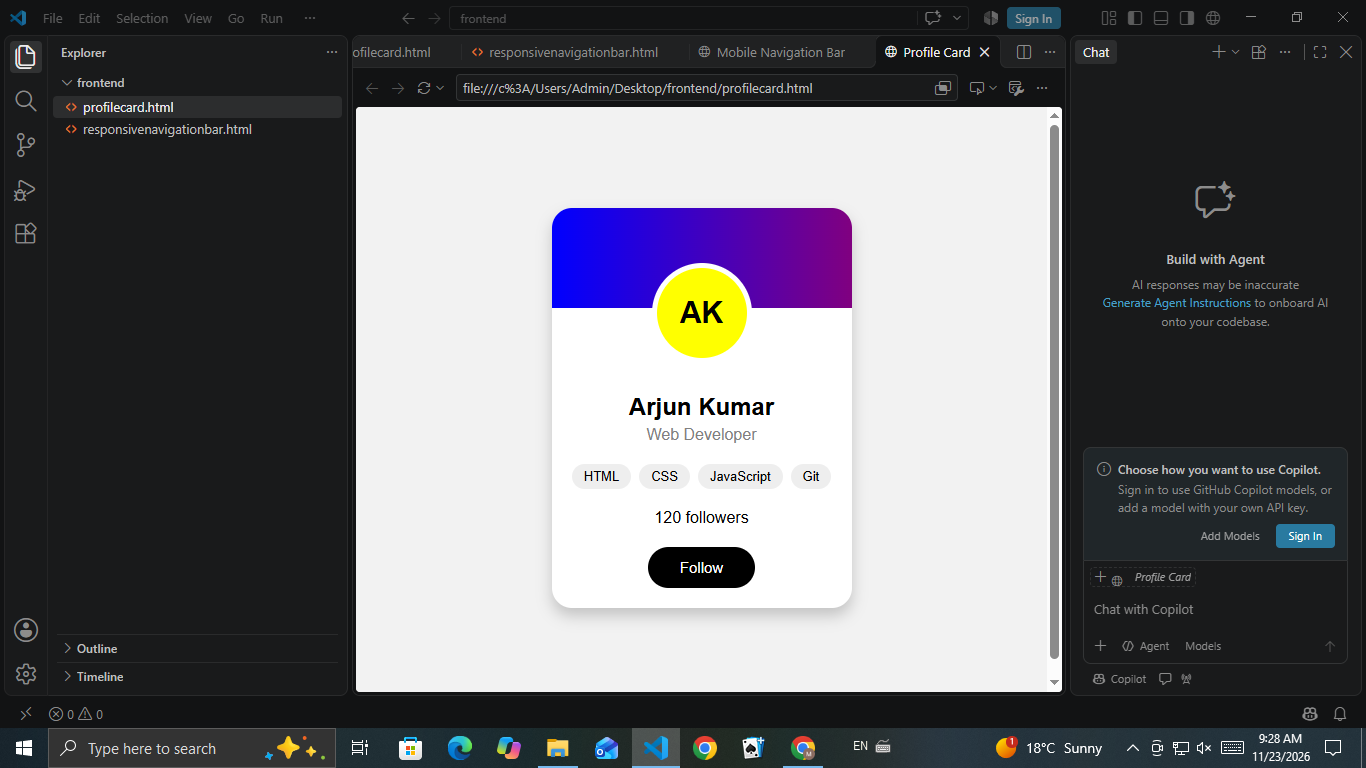 File Edit Selection View Go Run ···
frontend
Sign In
Explorer
frontend
profilecard.html
responsivenavigationbar.html
Outline
Timeline
ofilecard.html
responsivenavigationbar.html
Mobile Navigation Bar
Profile Card
file:///c%3A/Users/Admin/Desktop/frontend/profilecard.html
AK
Arjun Kumar
Web Developer
HTML CSS JavaScript Git
120 followers
Follow
Chat
Build with Agent
AI responses may be inaccurate
Generate Agent Instructions to onboard AI
onto your codebase.
Choose how you want to use Copilot.
Sign in to use GitHub Copilot models, or
add a model with your own API key.
Add Models Sign In
Profile Card
Chat with Copilot
Agent Models
Copilot
0 0
Type here to search
EN
1
18°C Sunny
9:28 AM
11/23/2026